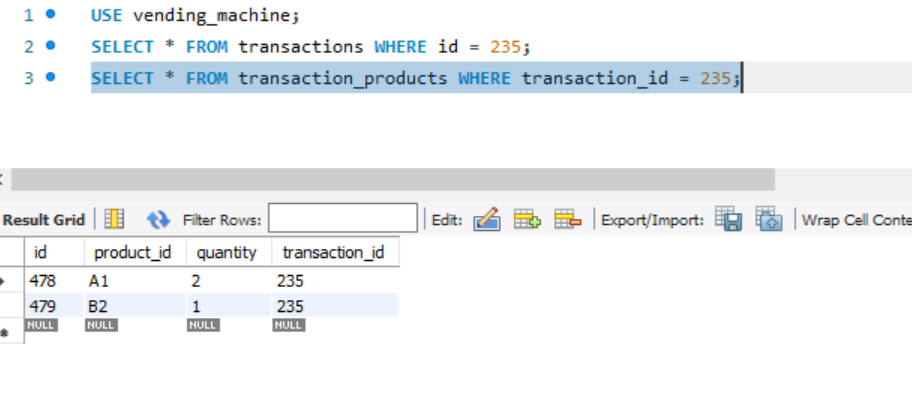 1 USE vending_machine;
2 SELECT * FROM transactions WHERE id = 235;
3 SELECT * FROM transaction_products WHERE transaction_id = 235;
Result Grid Filter Rows: Edit: Export/Import: Wrap Cell Conte
id product_id quantity transaction_id
478 A1 2 235
479 B2 1 235
NULL NULL NULL NULL